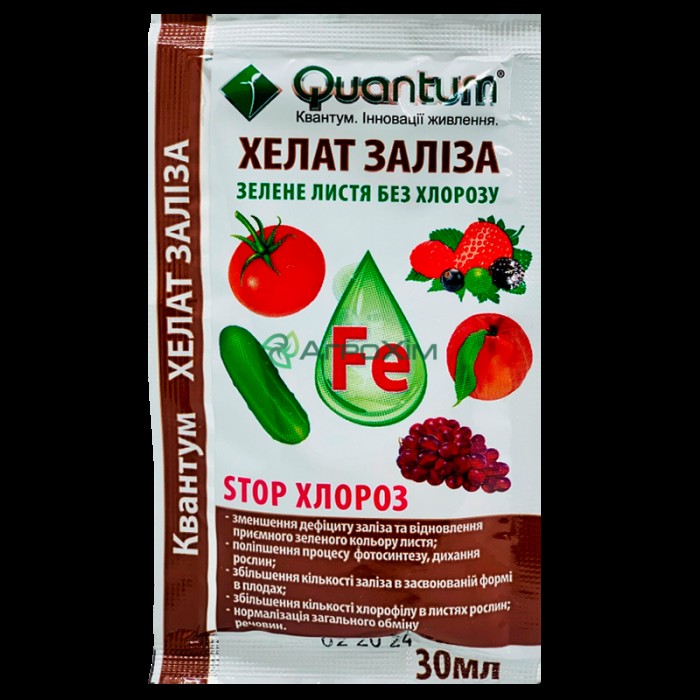 Quantum®
Квантум. Інновації живлення.
ХЕЛАТ ЗАЛІЗА
ЗЕЛЕНЕ ЛИСТЯ БЕЗ ХЛОРОЗУ
АГРОХІМ
Fe
STOP ХЛОРОЗ
- зменшення дефіциту заліза та відновлення
приємного зеленого кольору листя;
- поліпшення процесу фотосинтезу, дихання
рослин;
- збільшення кількості заліза в засвоюваній формі
в плодах;
- збільшення кількості хлорофілу в листях рослин;
- нормалізація загального обміну
речовин.
02 20 24
30мл
Квантум ХЕЛАТ ЗАЛІЗА